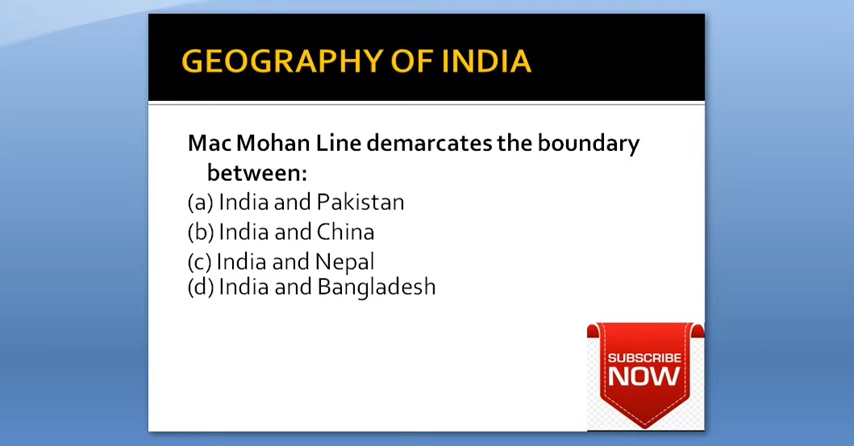 GEOGRAPHY OF INDIA
Mac Mohan Line demarcates the boundary
between:
(a) India and Pakistan
(b) India and China
(c) India and Nepal
(d) India and Bangladesh
SUBSCRIBE
NOW